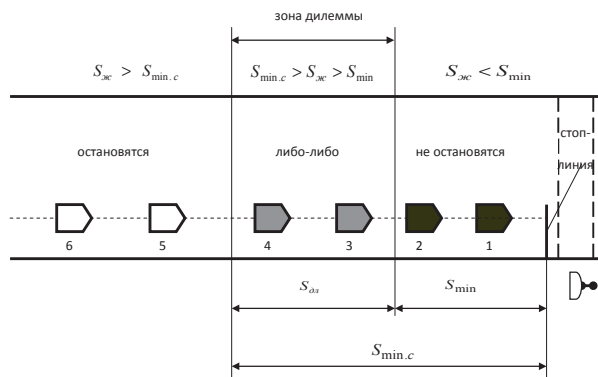 зона дилеммы
Sж > Smin.c
Smin.c > Sж > Smin
Sж < Smin
остановятся
либо-либо
не остановятся
стоп-
линия
6
5
4
3
2
1
Sдл
Smin
Smin.c